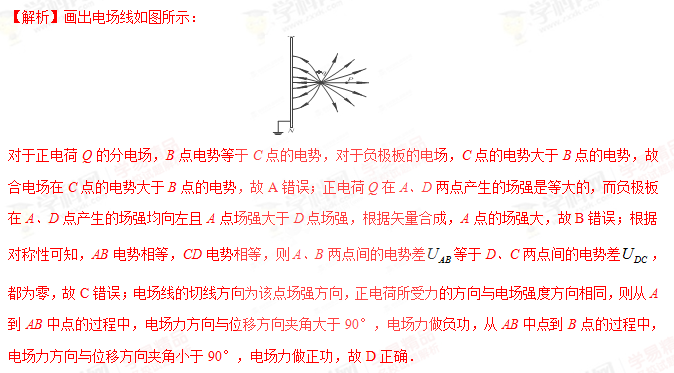 【解析】画出电场线如图所示：
N
对于正电荷 Q 的分电场，B 点电势等于 C 点的电势，对于负极板的电场，C 点的电势大于 B 点的电势，故
合电场在 C 点的电势大于 B 点的电势，故 A 错误；正电荷 Q 在 A、D 两点产生的场强是等大的，而负极板
在 A、D 点产生的场强均向左且 A 点场强大于 D 点场强，根据矢量合成，A 点的场强大，故 B 错误；根据
对称性可知，AB 电势相等，CD 电势相等，则 A、B 两点间的电势差 U_AB 等于 D、C 两点间的电势差 U_DC，
都为零，故 C 错误；电场线的切线方向为该点场强方向，正电荷所受力的方向与电场强度方向相同，则从 A
到 AB 中点的过程中，电场力方向与位移方向夹角大于 90°，电场力做负功，从 AB 中点到 B 点的过程中，
电场力方向与位移方向夹角小于 90°，电场力做正功，故 D 正确．